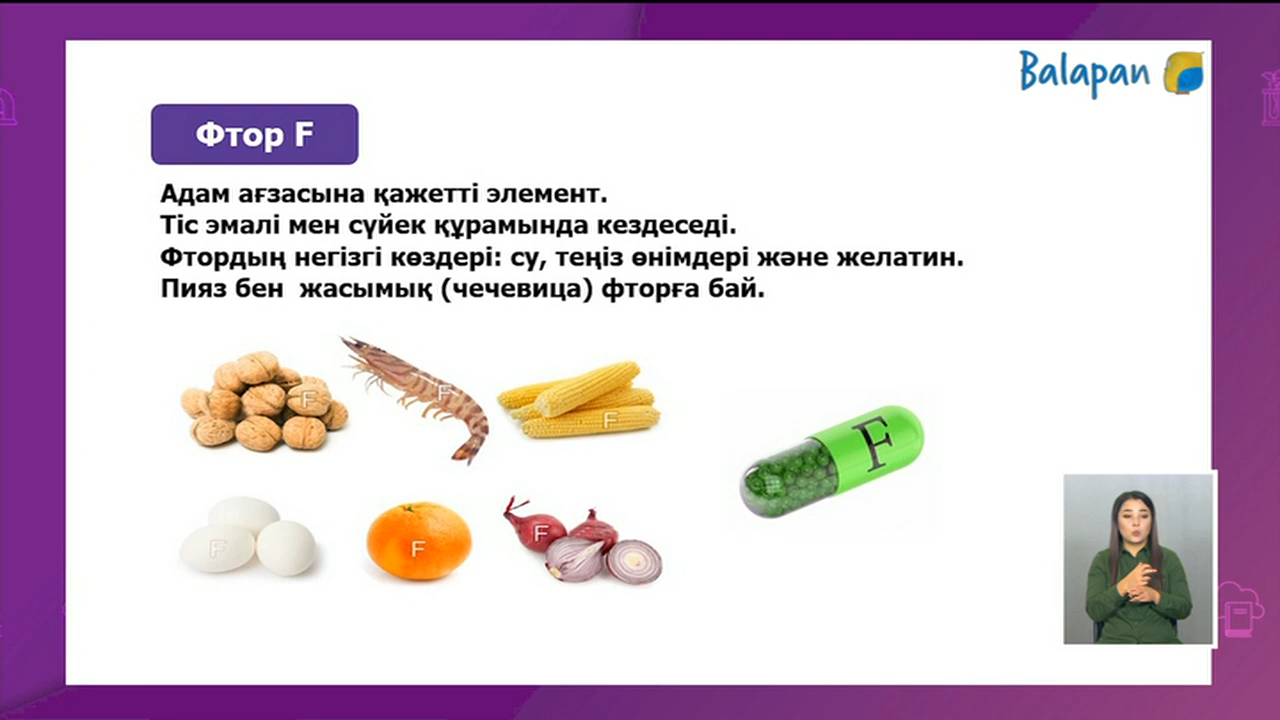 Balapan
Фтор F
Адам ағзасына қажетті элемент.
Тіс эмалі мен сүйек құрамында кездеседі.
Фтордың негізгі көздері: су, теңіз өнімдері және желатин.
Пияз бен  жасымық (чечевица) фторға бай.
F
F
F
F
F
F
F